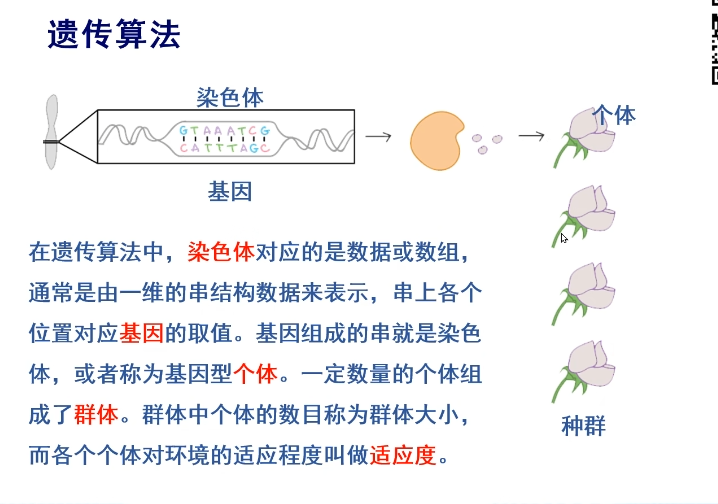 遗传算法
染色体
个体
GTAAATCG
CATTTAGC
基因
在遗传算法中，染色体对应的是数据或数组，
通常是由一维的串结构数据来表示，串上各个
位置对应基因的取值。基因组成的串就是染色
体，或者称为基因型个体。一定数量的个体组
成了群体。群体中个体的数目称为群体大小，
而各个个体对环境的适应程度叫做适应度。
种群